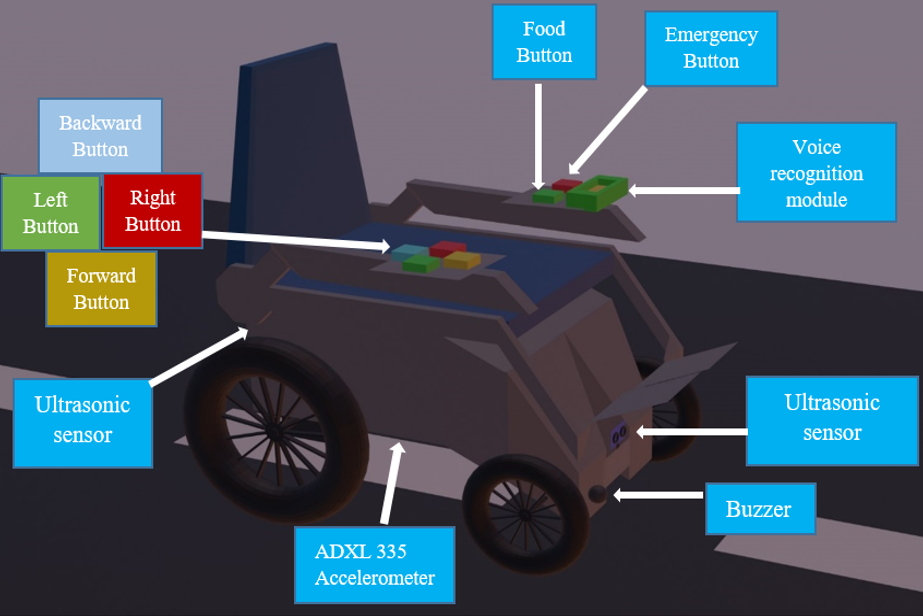 Food
Button
Emergency
Button
Backward
Button
Voice
recognition
module
Left
Button
Right
Button
Forward
Button
Ultrasonic
sensor
Ultrasonic
sensor
Buzzer
ADXL 335
Accelerometer